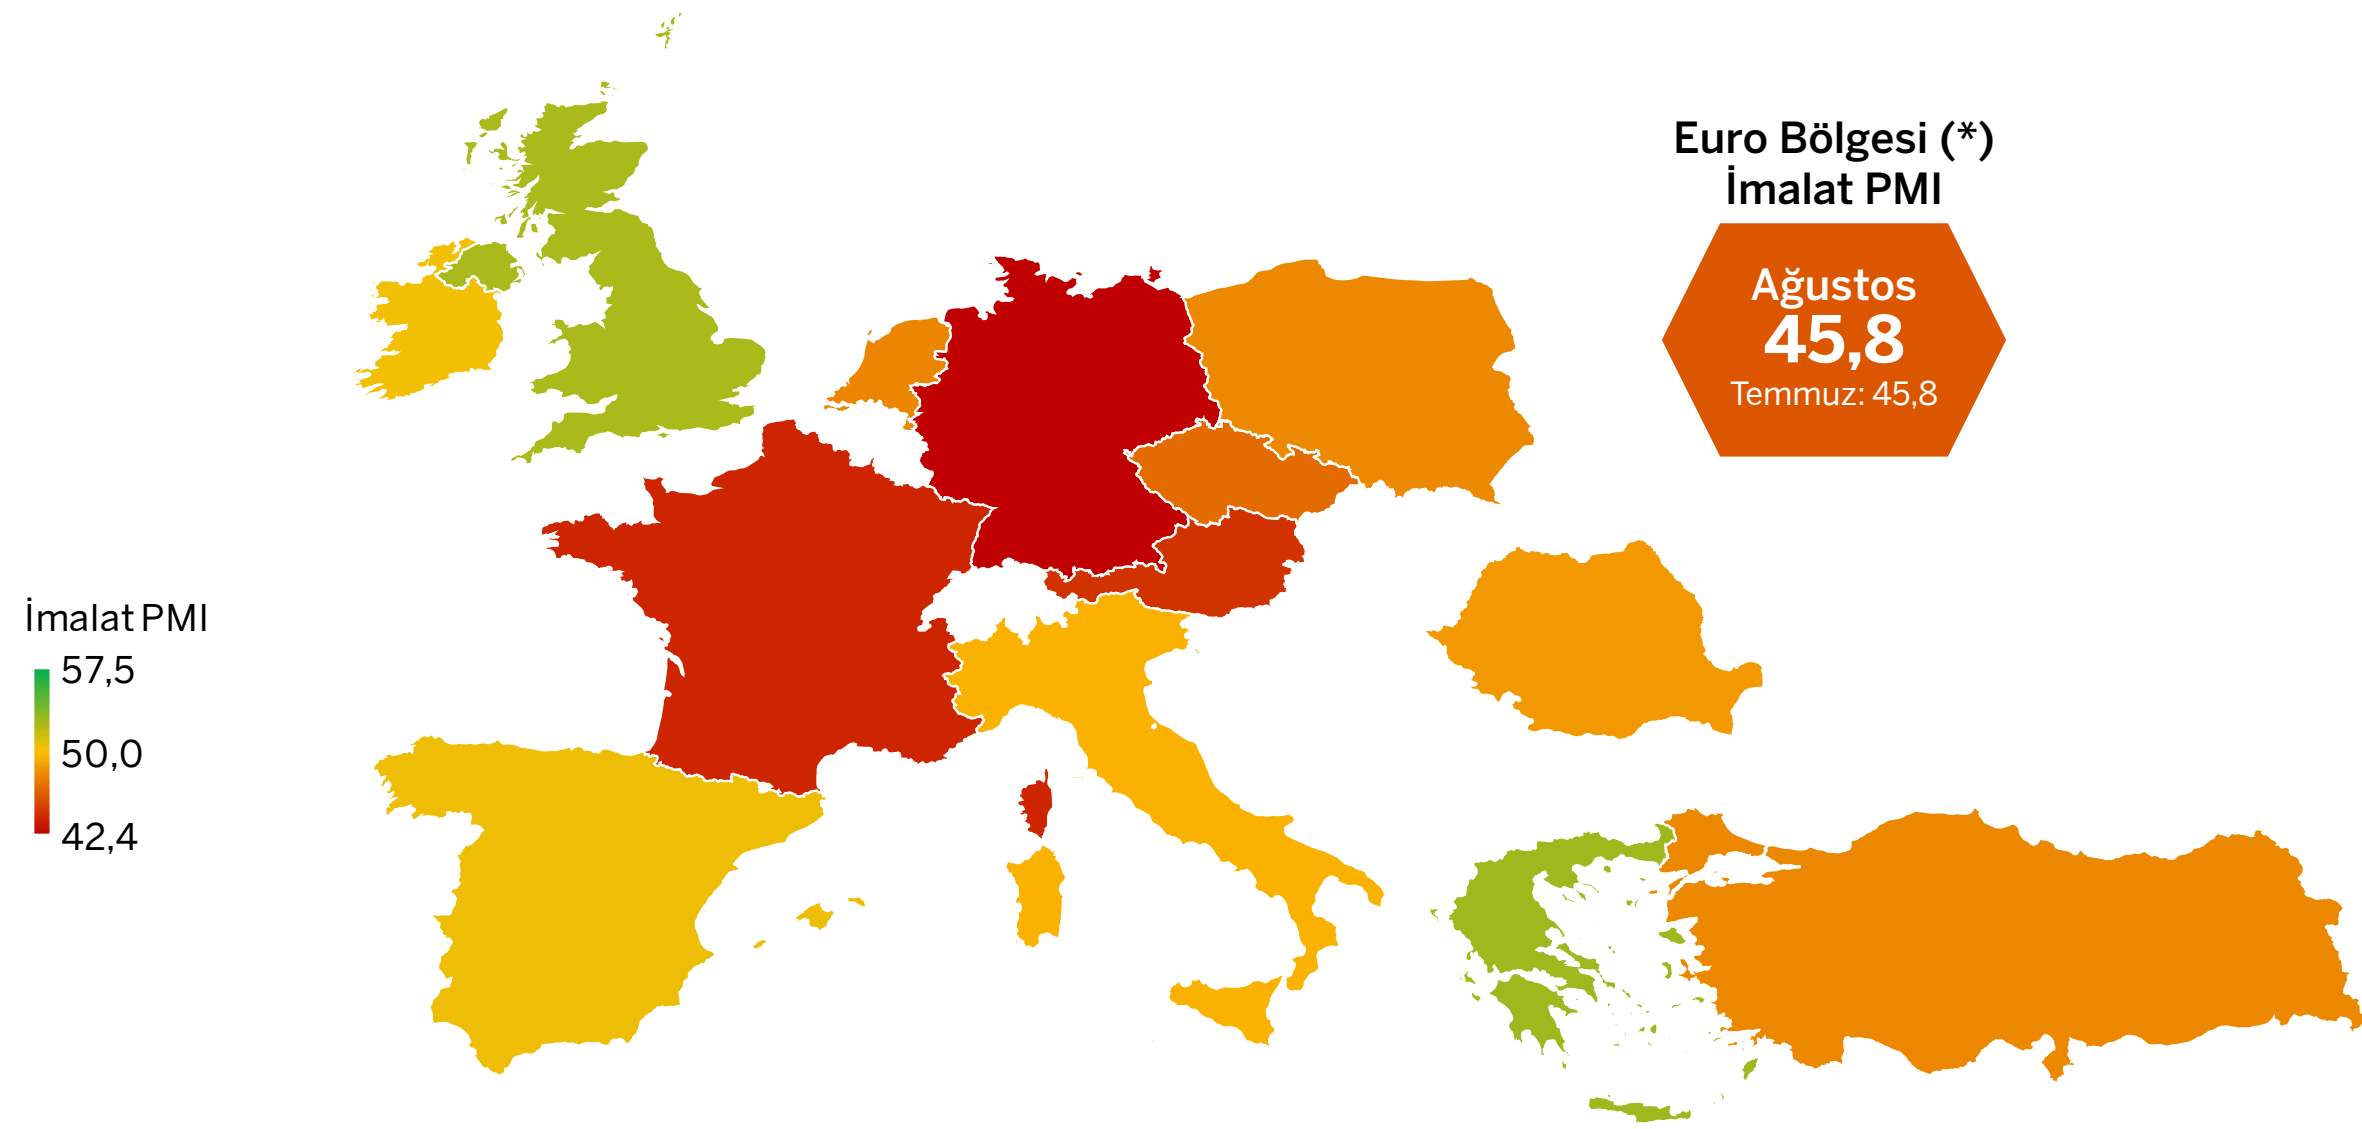 Euro Bölgesi (*)
İmalat PMI
Ağustos
45,8
Temmuz: 45,8
İmalat PMI
57,5
50,0
42,4